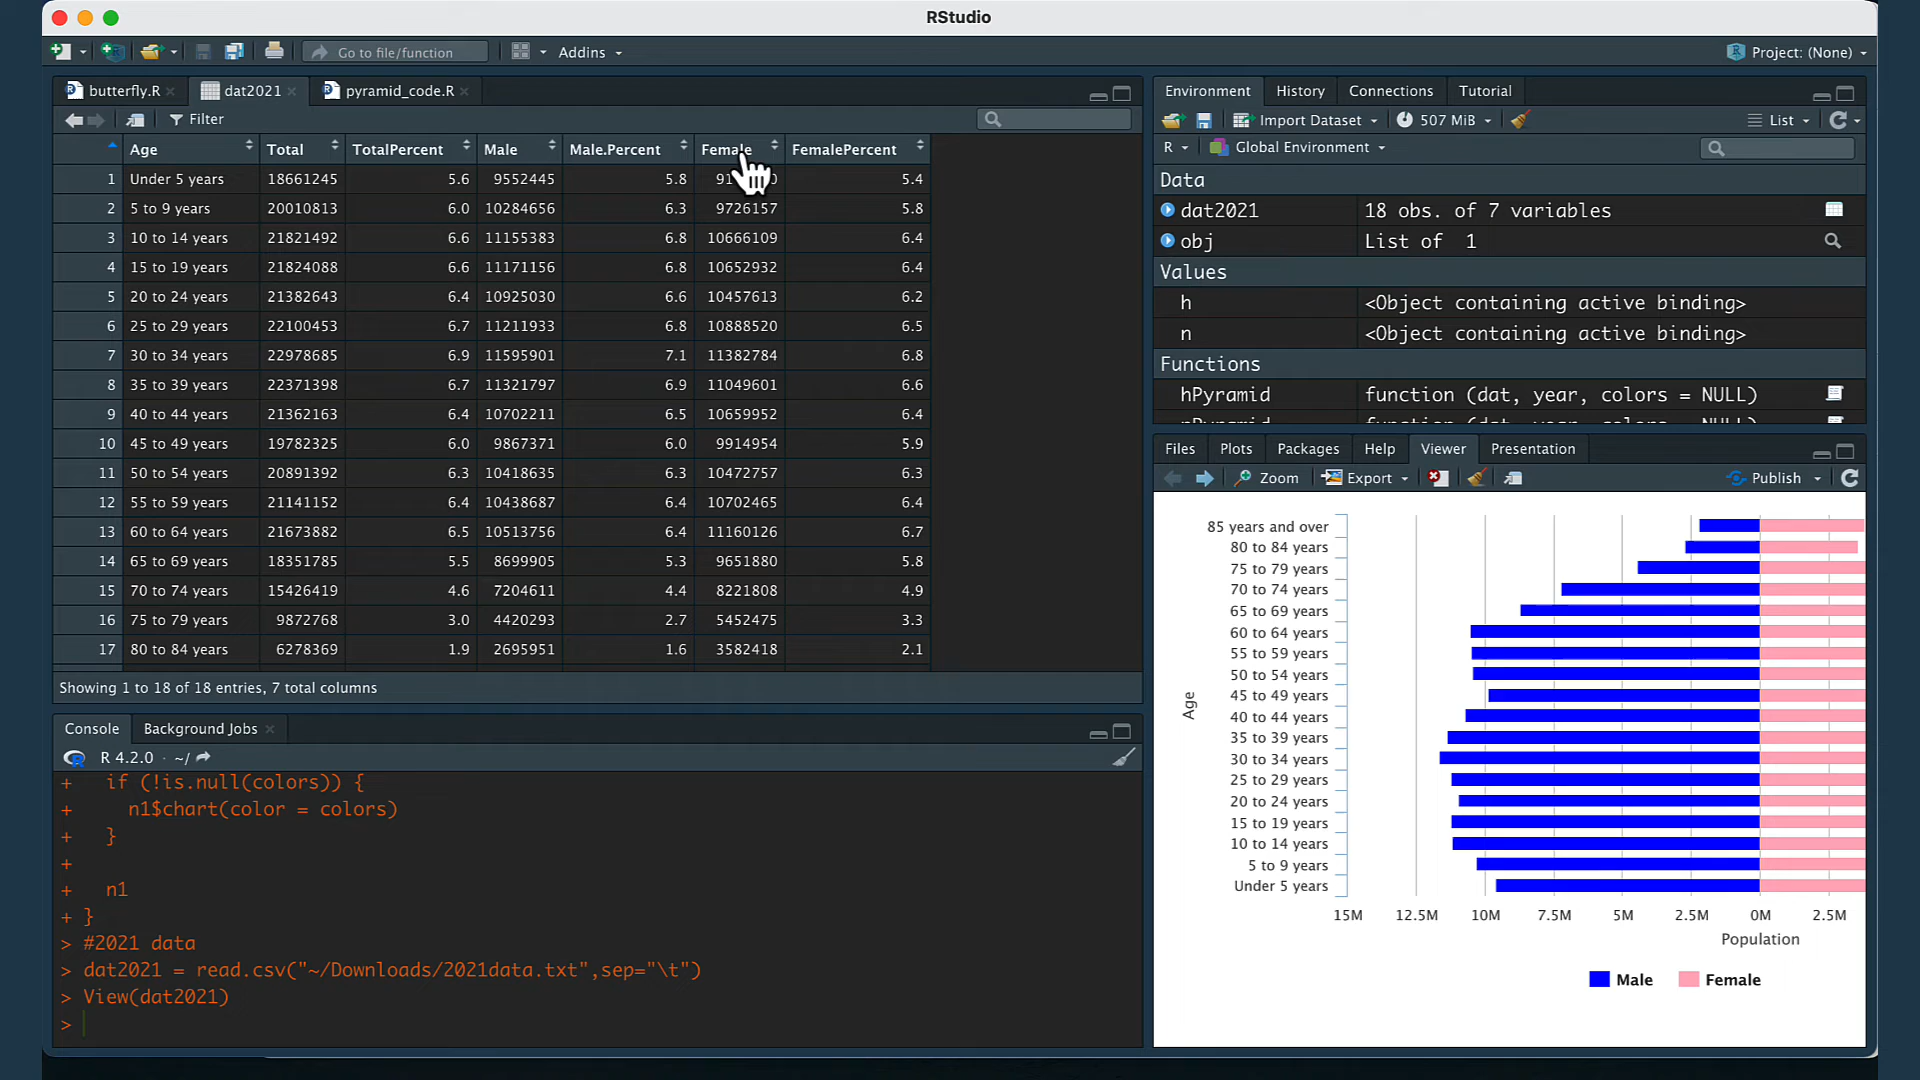 RStudio
Go to file/function
Addins
Project: (None)
butterfly.R
dat2021
pyramid_code.R
Filter
Age Total TotalPercent Male Male.Percent Female FemalePercent
1 Under 5 years 18661245 5.6 9552445 5.8 5.4
2 5 to 9 years 20010813 6.0 10284656 6.3 9726157 5.8
3 10 to 14 years 21821492 6.6 11155383 6.8 10666109 6.4
4 15 to 19 years 21824088 6.6 11171156 6.8 10652932 6.4
5 20 to 24 years 21382643 6.4 10925030 6.6 10457613 6.2
6 25 to 29 years 22100453 6.7 11211933 6.8 10888520 6.5
7 30 to 34 years 22978685 6.9 11595901 7.1 11382784 6.8
8 35 to 39 years 22371398 6.7 11321797 6.9 11049601 6.6
9 40 to 44 years 21362163 6.4 10702211 6.5 10659952 6.4
10 45 to 49 years 19782325 6.0 9867371 6.0 9914954 5.9
11 50 to 54 years 20891392 6.3 10418635 6.3 10472757 6.3
12 55 to 59 years 21141152 6.4 10438687 6.4 10702465 6.4
13 60 to 64 years 21673882 6.5 10513756 6.4 11160126 6.7
14 65 to 69 years 18351785 5.5 8699905 5.3 9651880 5.8
15 70 to 74 years 15426419 4.6 7204611 4.4 8221808 4.9
16 75 to 79 years 9872768 3.0 4420293 2.7 5452475 3.3
17 80 to 84 years 6278369 1.9 2695951 1.6 3582418 2.1
Showing 1 to 18 of 18 entries, 7 total columns
Console
Background Jobs
R 4.2.0 · ~/
+ if (!is.null(colors)) {
+ n1$chart(color = colors)
+ }
+
+ n1
+ }
> #2021 data
> dat2021 = read.csv("~/Downloads/2021data.txt",sep="\t")
> View(dat2021)
>
Environment
History
Connections
Tutorial
Import Dataset
507 MiB
List
R
Global Environment
Data
dat2021 18 obs. of 7 variables
obj List of 1
Values
h <Object containing active binding>
n <Object containing active binding>
Functions
hPyramid function (dat, year, colors = NULL)
Files
Plots
Packages
Help
Viewer
Presentation
Zoom
Export
Publish
85 years and over
80 to 84 years
75 to 79 years
70 to 74 years
65 to 69 years
60 to 64 years
55 to 59 years
50 to 54 years
45 to 49 years
40 to 44 years
35 to 39 years
30 to 34 years
25 to 29 years
20 to 24 years
15 to 19 years
10 to 14 years
5 to 9 years
Under 5 years
Age
15M 12.5M 10M 7.5M 5M 2.5M 0M 2.5M
Population
Male
Female